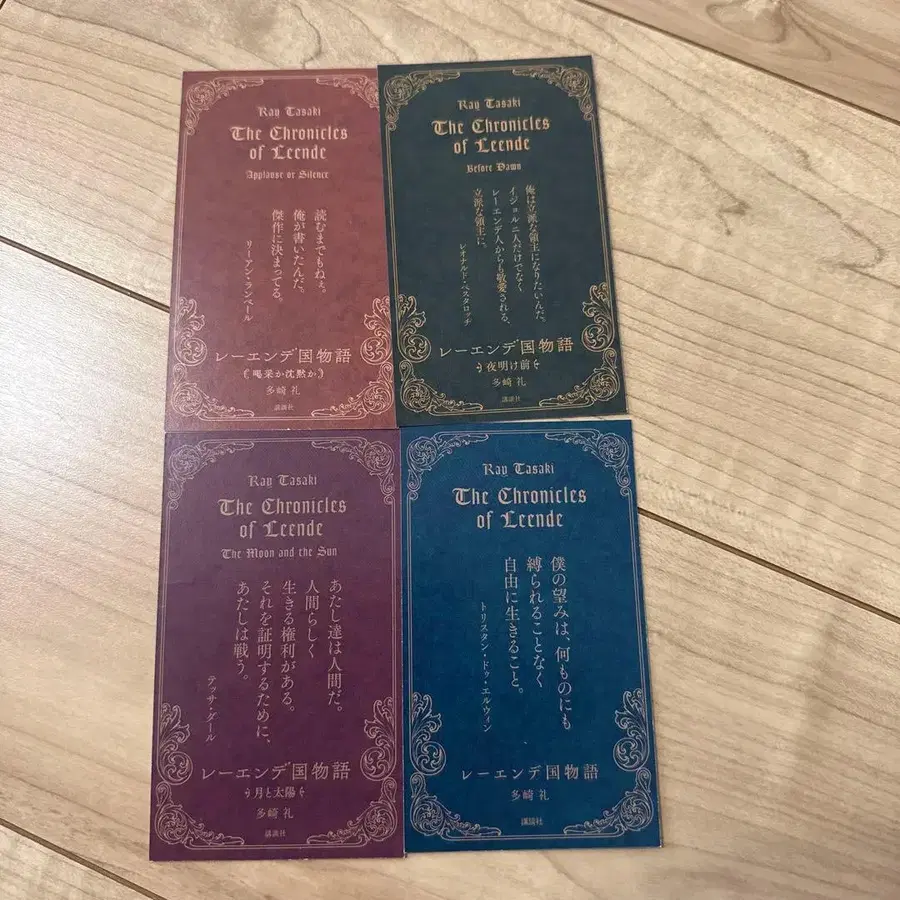 Ray Tasaki
The Chronicles
of Leende
Applause or Silence
読むまでもねぇ。
俺が書いたんだ。
傑作に決まってる。
リーアン・ランベール
レーエンデ国物語
喝采か沈黙か
多崎 礼
講談社
Ray Tasaki
The Chronicles
of Leende
Before Dawn
俺は立派な領主になりたいんだ。
イジョルニ人だけでなく
レーエンデ人からも敬愛される、
立派な領主に。
レオナルド・ペスタロッチ
レーエンデ国物語
夜明け前
多崎 礼
講談社
Ray Tasaki
The Chronicles
of Leende
The Moon and the Sun
あたし達は人間だ。
人間らしく
生きる権利がある。
それを証明するために、
あたしは戦う。
テッサ・ダール
レーエンデ国物語
月と太陽
多崎 礼
講談社
Ray Tasaki
The Chronicles
of Leende
僕の望みは、何ものにも
縛られることなく
自由に生きること。
トリスタン・ドゥ・エルウィン
レーエンデ国物語
多崎 礼
講談社